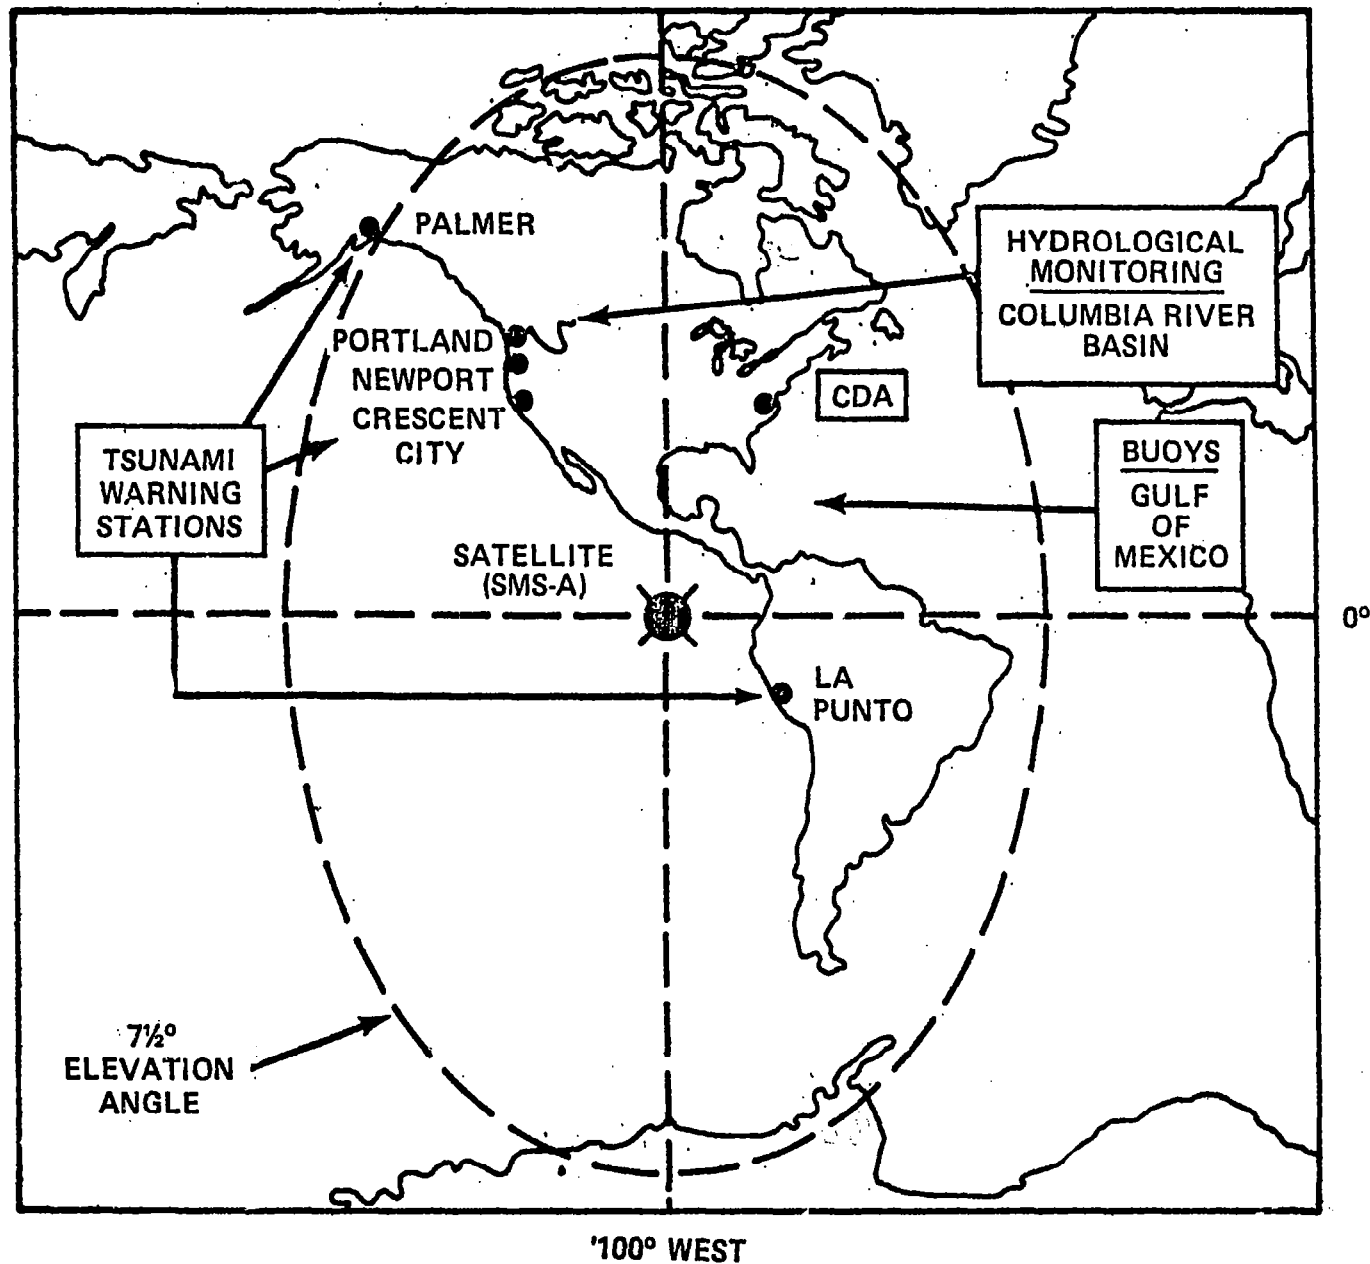 PALMER
HYDROLOGICAL
MONITORING
COLUMBIA RIVER
BASIN
PORTLAND
NEWPORT
CRESCENT
CITY
CDA
TSUNAMI
WARNING
STATIONS
BUOYS
GULF
OF
MEXICO
SATELLITE
(SMS-A)
0°
LA
PUNTO
7½°
ELEVATION
ANGLE
'100° WEST